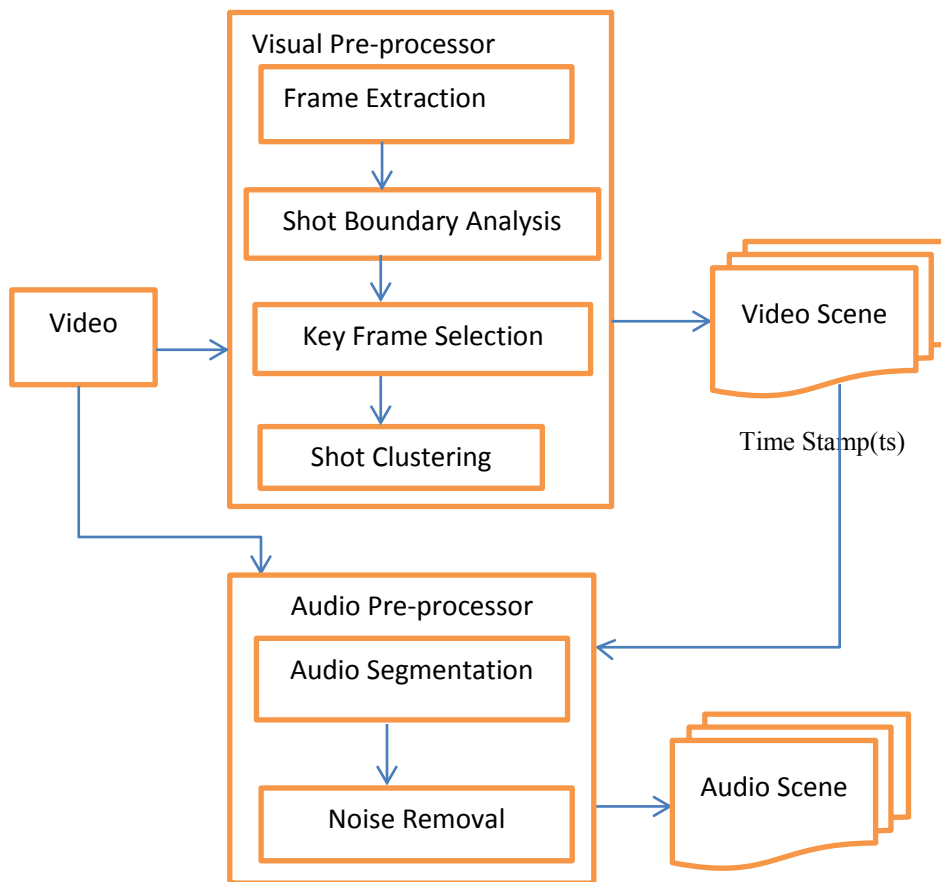 Visual Pre-processor
Frame Extraction
Shot Boundary Analysis
Key Frame Selection
Shot Clustering
Video
Video Scene
Time Stamp(ts)
Audio Pre-processor
Audio Segmentation
Noise Removal
Audio Scene